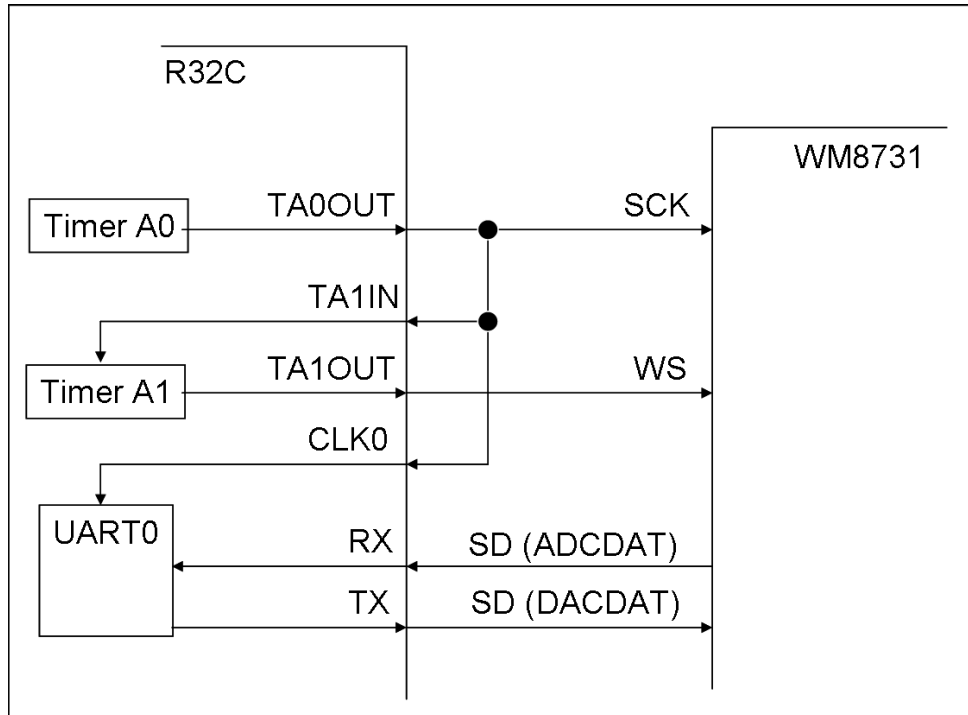 R32C
WM8731
Timer A0
TA0OUT
SCK
TA1IN
Timer A1
TA1OUT
WS
CLK0
UART0
RX
SD (ADCDAT)
TX
SD (DACDAT)